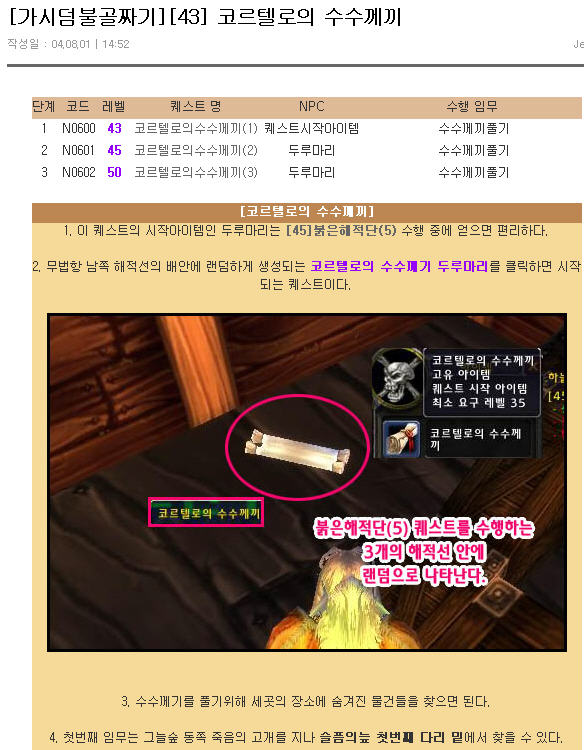 [가시덤불골짜기][43] 코르텔로의 수수께끼
작성일 : 04,08,01 | 14:52
Je
단계 코드 레벨 퀘스트 명 NPC 수행 임무
1 N0600 43 코르텔로의수수께끼(1) 퀘스트시작아이템 수수께끼풀기
2 N0601 45 코르텔로의수수께끼(2) 두루마리 수수께끼풀기
3 N0602 50 코르텔로의수수께끼(3) 두루마리 수수께끼풀기
[코르텔로의 수수께끼]
1. 이 퀘스트의 시작아이템인 두루마리는 [45]붉은해적단(5) 수행 중에 얻으면 편리하다.
2. 무법항 남쪽 해적선의 배안에 랜덤하게 생성되는 코르텔로의 수수께기 두루마리를 클릭하면 시작
되는 퀘스트이다.
코르텔로의 수수께끼
고유 아이템
퀘스트 시작 아이템
최소 요구 레벨 35
하늘
[45
코르텔로의 수수께
끼
코르텔로의 수수께끼
붉은해적단(5) 퀘스트를 수행하는
3개의 해적선 안에
랜덤으로 나타난다.
3. 수수께기를 풀기위해 세곳의 장소에 숨겨진 물건들을 찾으면 된다.
4. 첫번째 임무는 그늘숲 동쪽 죽음의 고개를 지나 슬픔의늪 첫번째 다리 밑에서 찾을 수 있다.